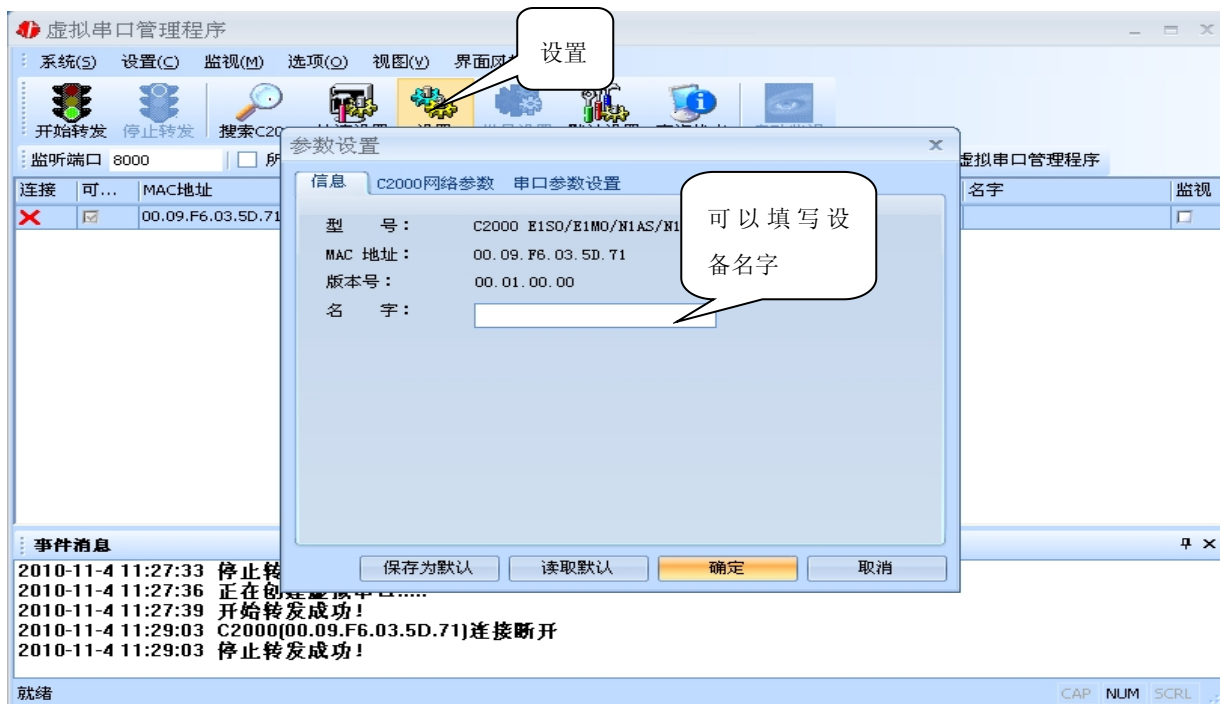 虚拟串口管理程序
系统(S) 设置(C) 监视(M) 选项(O) 视图(V) 界面风
设置
开始转发 停止转发 搜索C20
监听端口 8000 所
虚拟串口管理程序
连接 可... MAC地址 名字 监视
00.09.F6.03.5D.71
参数设置
信息 C2000网络参数 串口参数设置
型 号： C2000 E1S0/E1M0/N1AS/N1
MAC 地址： 00.09.F6.03.5D.71
版本号： 00.01.00.00
名 字：
可以填写设
备名字
保存为默认 读取默认 确定 取消
事件消息
2010-11-4 11:27:33 停止转
2010-11-4 11:27:36 正在创建虚拟串口.....
2010-11-4 11:27:39 开始转发成功!
2010-11-4 11:29:03 C2000(00.09.F6.03.5D.71)连接断开
2010-11-4 11:29:03 停止转发成功!
就绪 CAP NUM SCRL